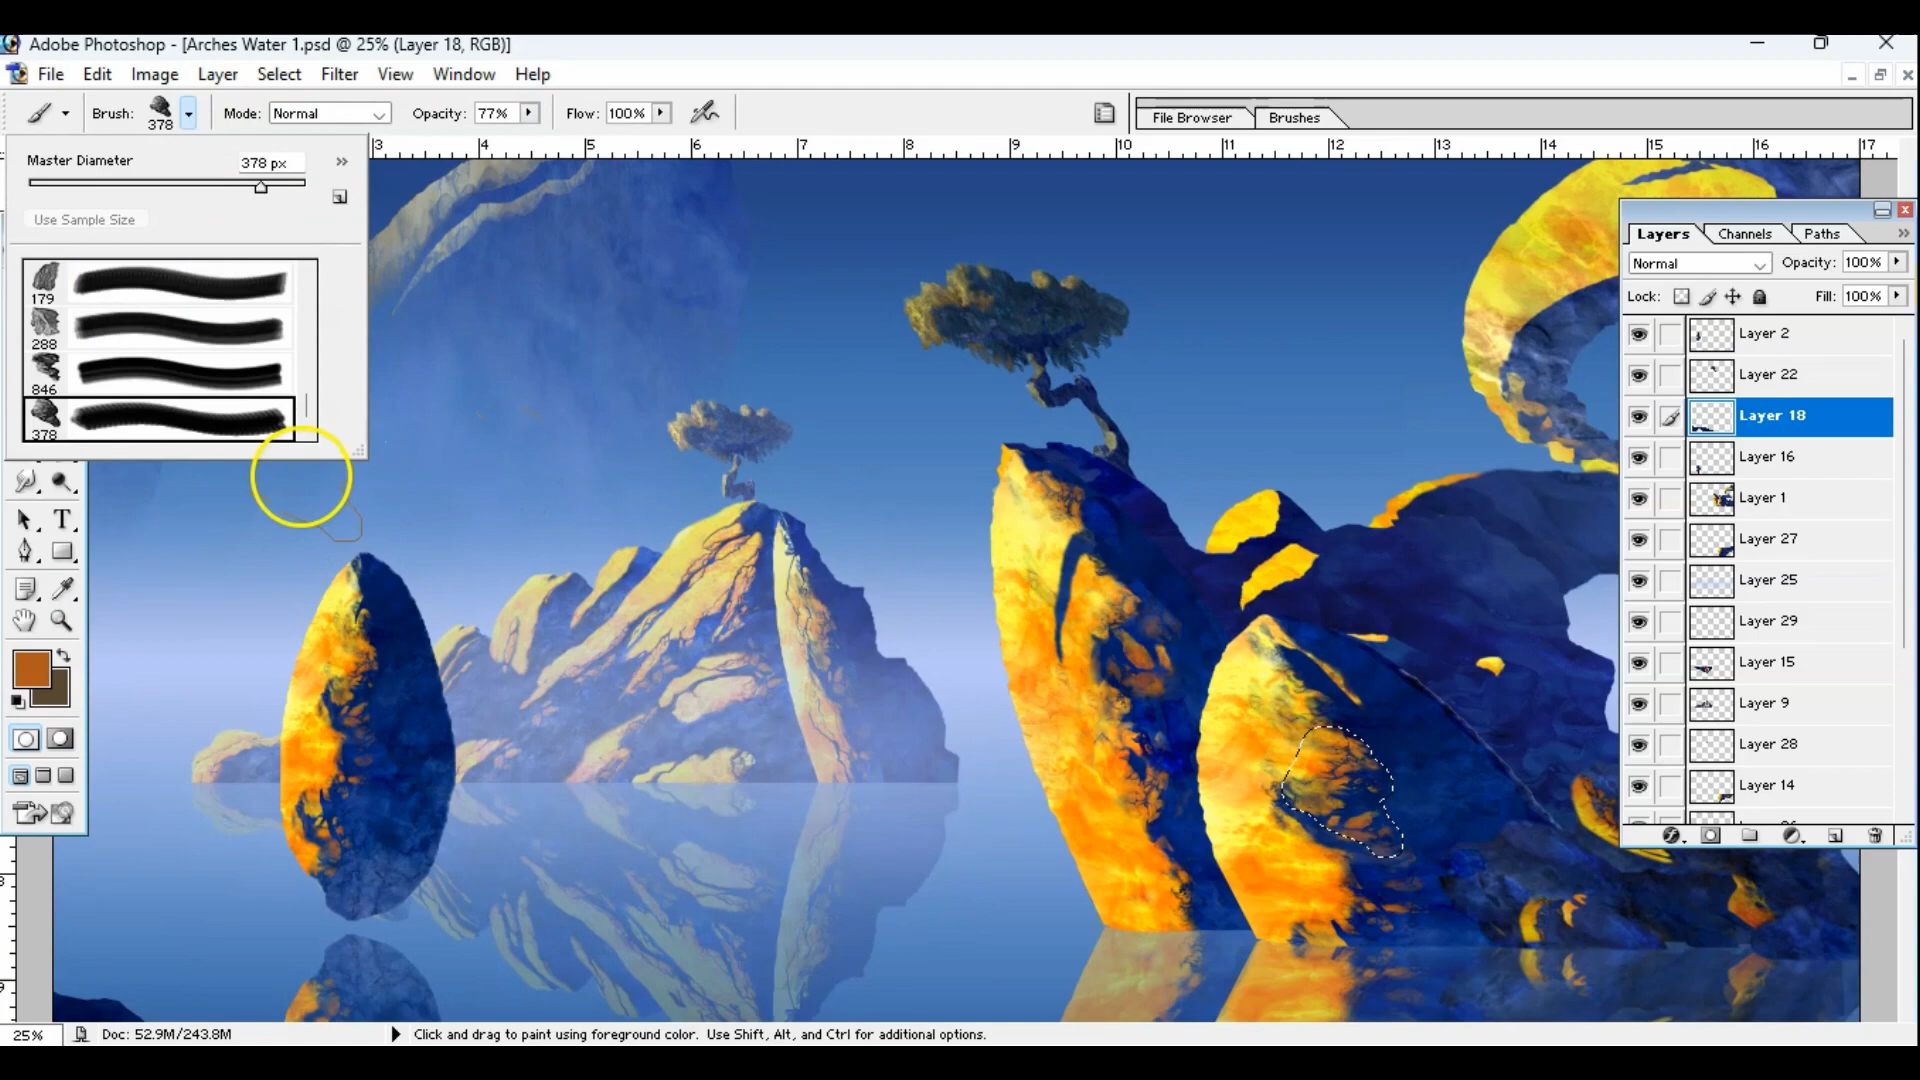 Adobe Photoshop - [Arches Water 1.psd @ 25% (Layer 18, RGB)]
File Edit Image Layer Select Filter View Window Help
Brush: 378 Mode: Normal Opacity: 77% Flow: 100% File Browser Brushes
Master Diameter 378 px
Use Sample Size
179
288
846
378
3 4 5 6 7 8 9 10 11 12 13 14 15 16 17
Layers Channels Paths
Normal Opacity: 100%
Lock: Fill: 100%
Layer 2
Layer 22
Layer 18
Layer 16
Layer 1
Layer 27
Layer 25
Layer 29
Layer 15
Layer 9
Layer 28
Layer 14
T
8
9
25% Doc: 52.9M/243.8M Click and drag to paint using foreground color. Use Shift, Alt, and Ctrl for additional options.